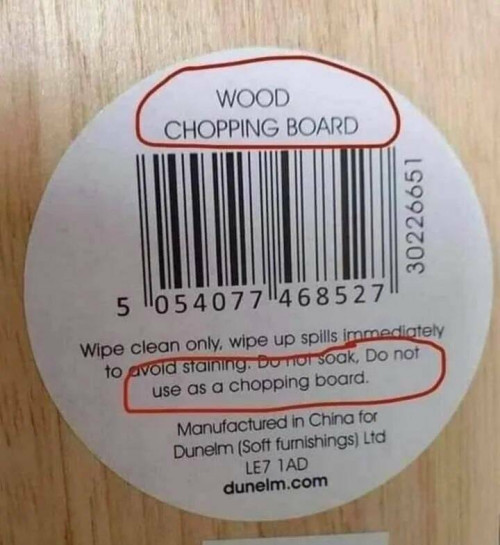 WOOD
CHOPPING BOARD
30226651
5 054077 468527
Wipe clean only, wipe up spills immediately
to avoid staining. Do not soak, Do not
use as a chopping board.
Manufactured in China for
Dunelm (Soft furnishings) Ltd
LE7 1AD
dunelm.com